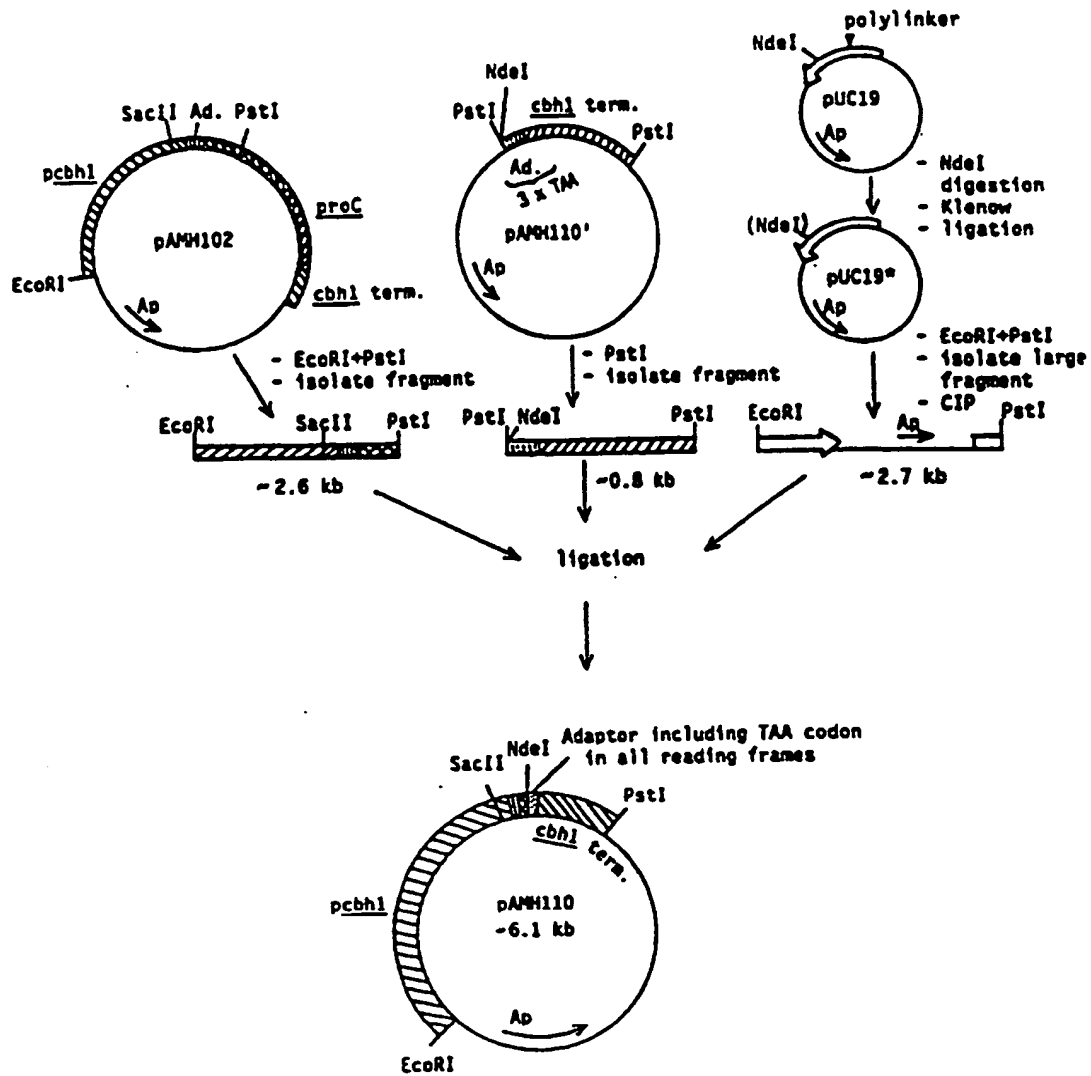 SacII Ad. PstI
pcbh1
pAMH102
proC
EcoRI
Ap
cbh1 term.
- EcoRI+PstI
- isolate fragment
NdeI
PstI
cbh1 term.
PstI
Ad.
3 x TAA
pAMH110'
Ap
- PstI
- isolate fragment
polylinker
NdeI
pUC19
Ap
- NdeI
digestion
- Klenow
- ligation
(NdeI)
pUC19*
Ap
- EcoRI+PstI
- isolate large
fragment
- CIP
EcoRI SacII PstI
~2.6 kb
PstI NdeI PstI
~0.8 kb
EcoRI Ap PstI
~2.7 kb
ligation
Adaptor including TAA codon
in all reading frames
SacII NdeI
PstI
cbh1 term.
pcbh1
pAMH110
~6.1 kb
Ap
EcoRI